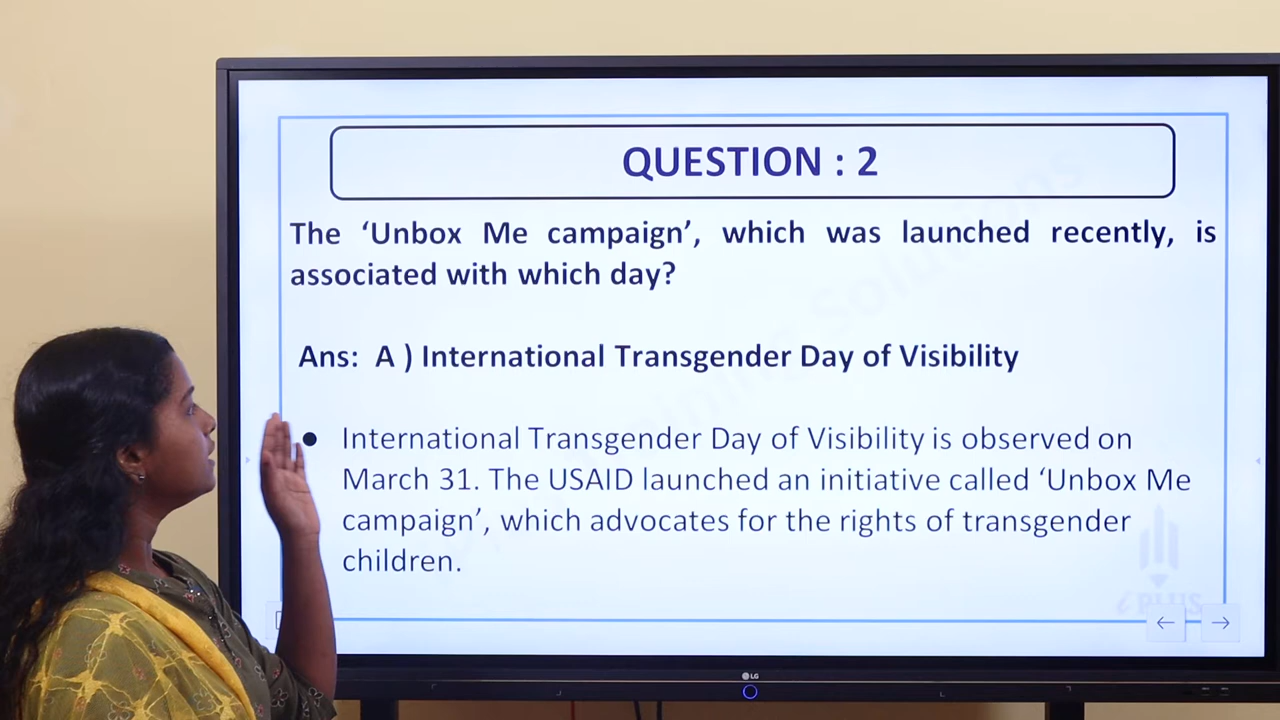 QUESTION : 2
The ‘Unbox Me campaign’, which was launched recently, is
associated with which day?
Ans: A ) International Transgender Day of Visibility
● International Transgender Day of Visibility is observed on
March 31. The USAID launched an initiative called ‘Unbox Me
campaign’, which advocates for the rights of transgender
children.
i PLUS
LG